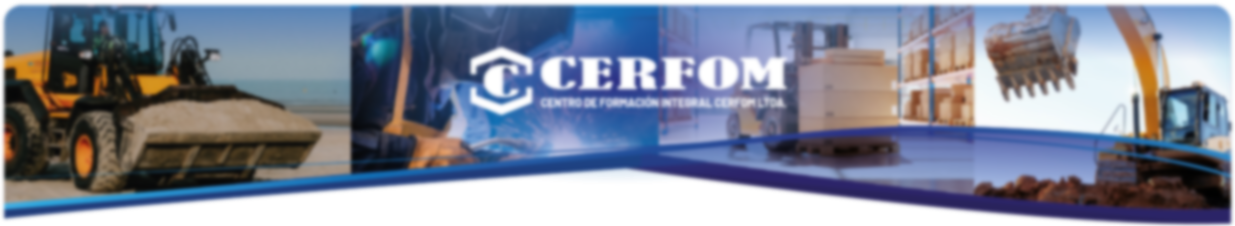 C CERFOM
CENTRO DE FORMACIÓN INTEGRAL CERFOM LTDA.